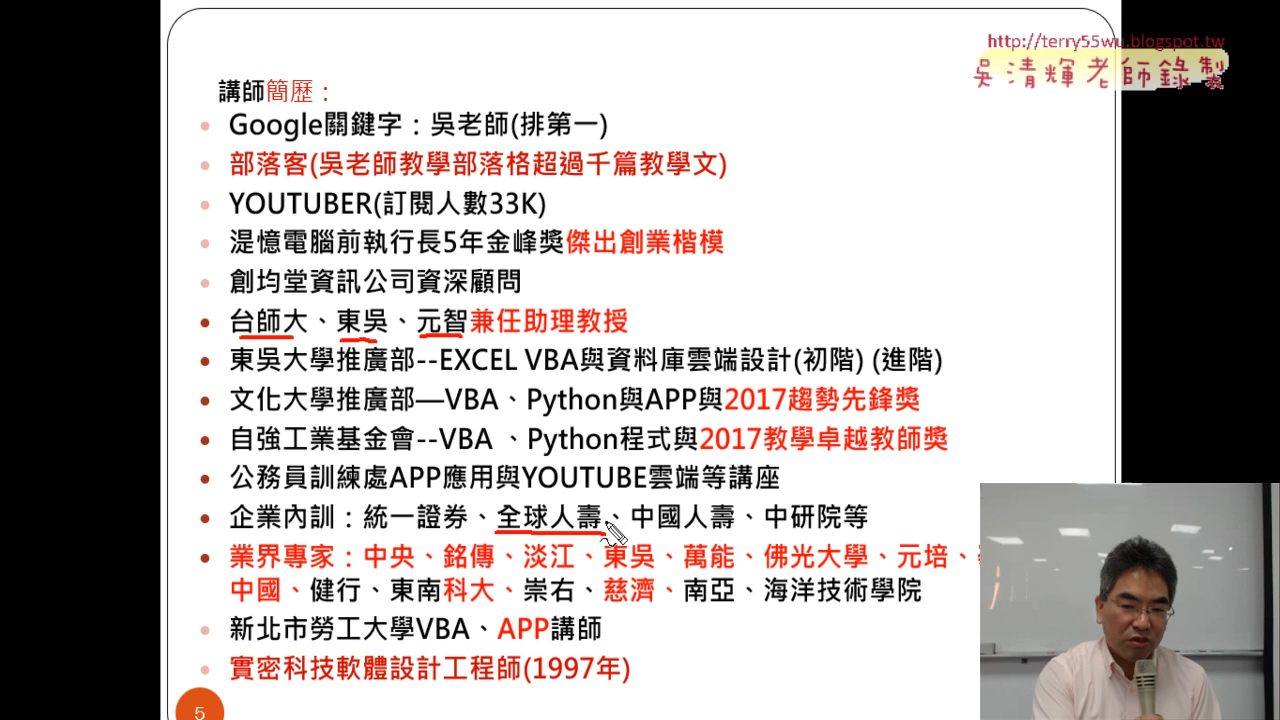 http://terry55wu.blogspot.tw
吳清輝老師錄製
講師簡歷：
Google關鍵字：吳老師(排第一)
部落客(吳老師教學部落格超過千篇教學文)
YOUTUBER(訂閱人數33K)
湜憶電腦前執行長5年金峰獎傑出創業楷模
創均堂資訊公司資深顧問
台師大、東吳、元智兼任助理教授
東吳大學推廣部--EXCEL VBA與資料庫雲端設計(初階) (進階)
文化大學推廣部—VBA、Python與APP與2017趨勢先鋒獎
自強工業基金會--VBA 、Python程式與2017教學卓越教師獎
公務員訓練處APP應用與YOUTUBE雲端等講座
企業內訓：統一證券、全球人壽、中國人壽、中研院等
業界專家：中央、銘傳、淡江、東吳、萬能、佛光大學、元培、
中國、健行、東南科大、崇右、慈濟、南亞、海洋技術學院
新北市勞工大學VBA、APP講師
實密科技軟體設計工程師(1997年)
5